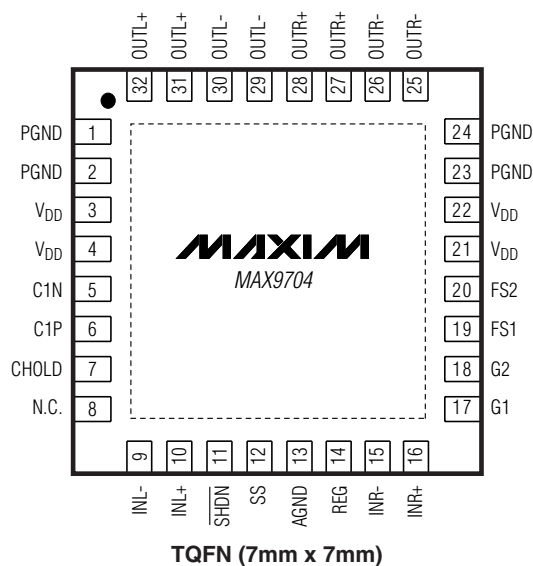 OUTL+ OUTL+ OUTL- OUTL- OUTR+ OUTR+ OUTR- OUTR-
32 31 30 29 28 27 26 25
PGND 1 24 PGND
PGND 2 23 PGND
VDD 3 22 VDD
VDD 4 21 VDD
MAXIM
MAX9704
C1N 5 20 FS2
C1P 6 19 FS1
CHOLD 7 18 G2
N.C. 8 17 G1
9 10 11 12 13 14 15 16
INL- INL+ SHDN SS AGND REG INR- INR+
TQFN (7mm x 7mm)